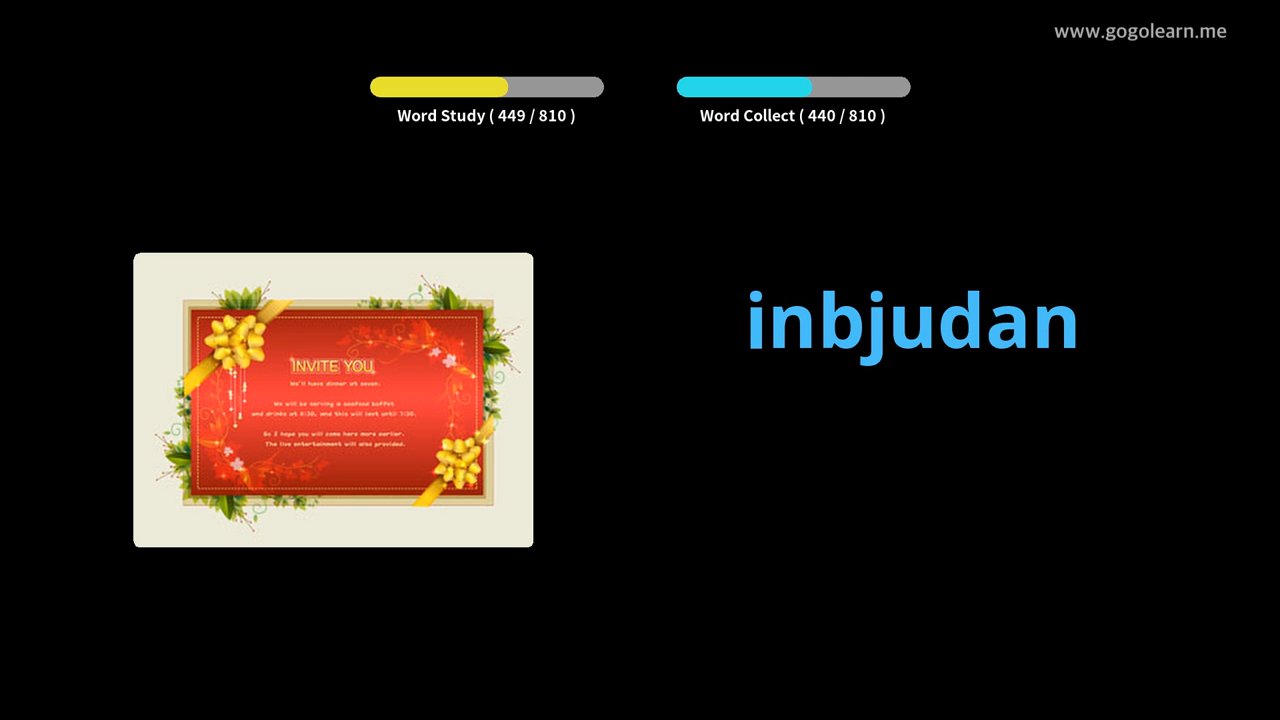 www.gogolearn.me
Word Study ( 449 / 810 )
Word Collect ( 440 / 810 )
inbjudan
INVITE YOU
We'll have dinner at seven.
We will be serving a seafood buffet
and drinks at 6:30, and this will last until 7:30.
So I hope you will come here more earlier.
The live entertainment will also provided.